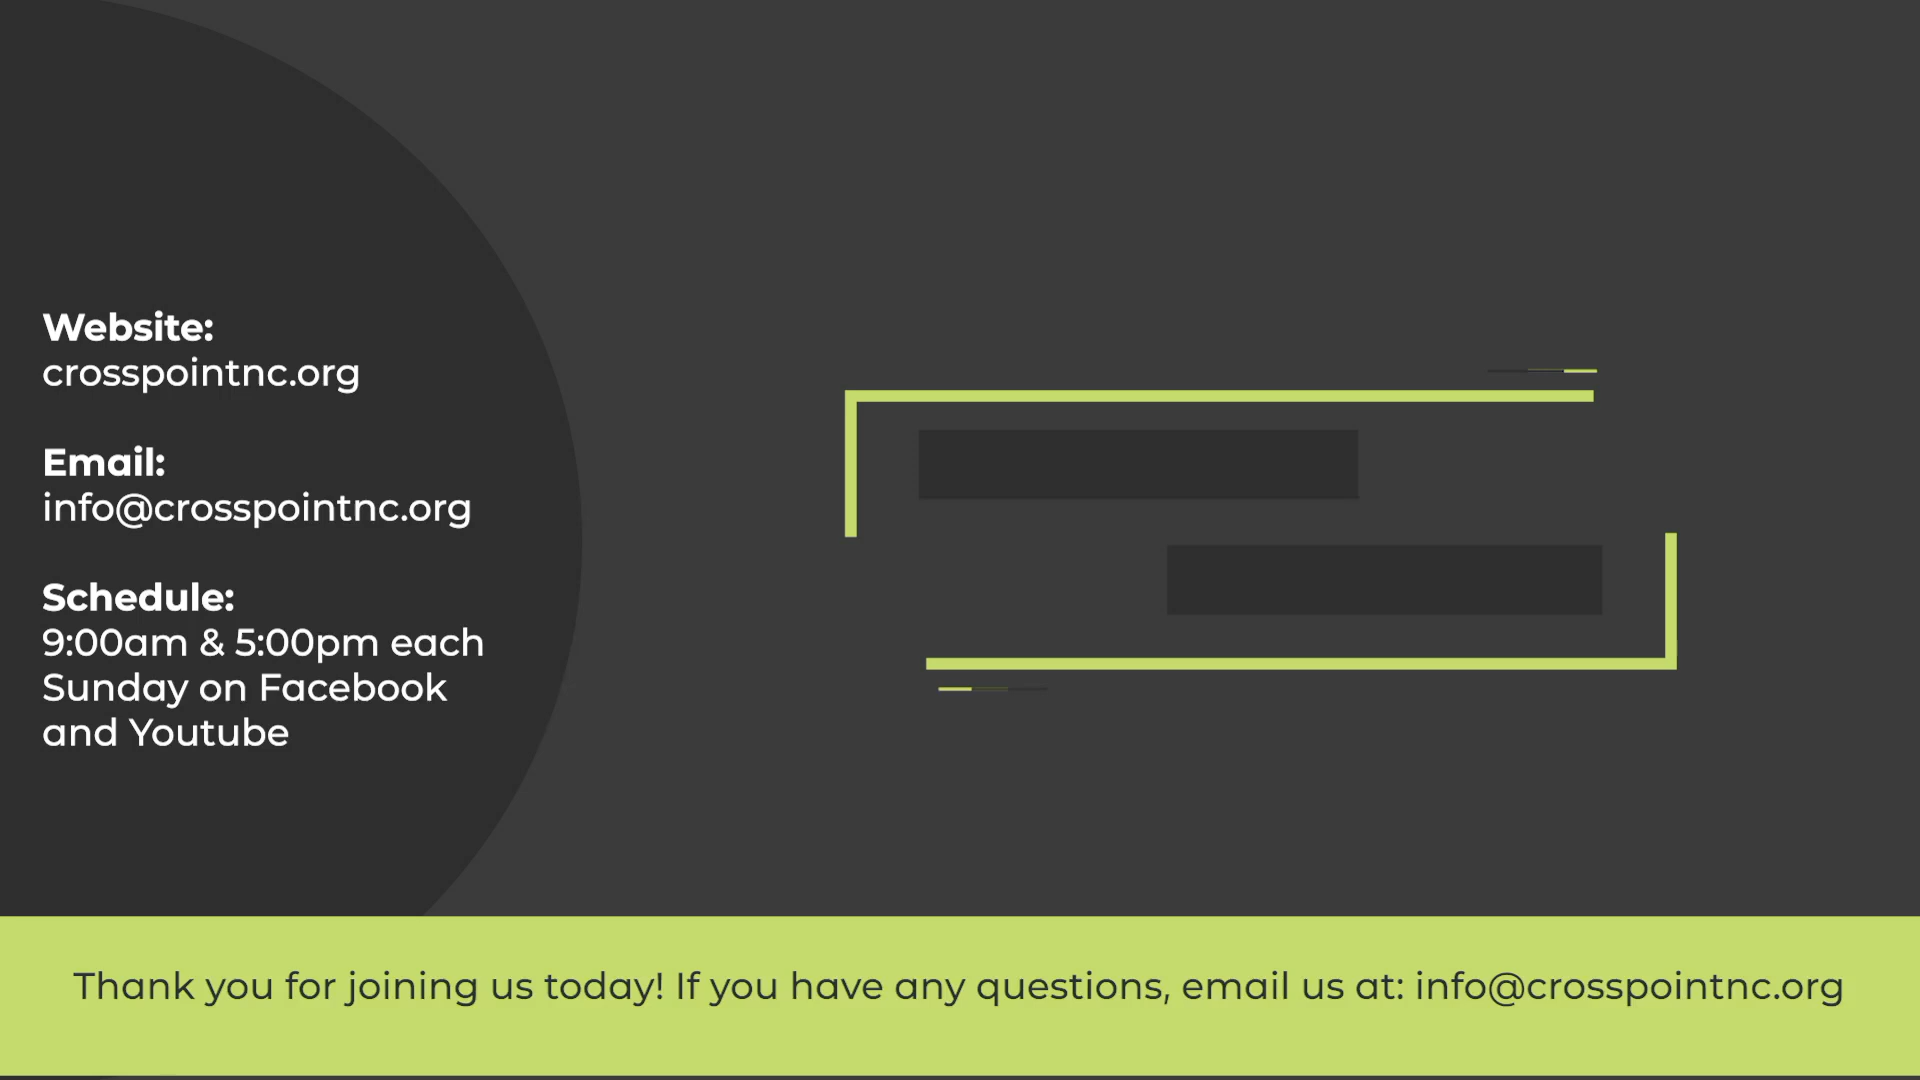 Website:
crosspointnc.org
Email:
info@crosspointnc.org
Schedule:
9:00am & 5:00pm each
Sunday on Facebook
and Youtube
Thank you for joining us today! If you have any questions, email us at: info@crosspointnc.org